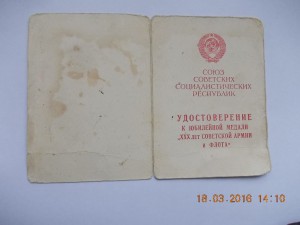 СОЮЗ
СОВЕТСКИХ
СОЦИАЛИСТИЧЕСКИХ
РЕСПУБЛИК
УДОСТОВЕРЕНИЕ
К ЮБИЛЕЙНОЙ МЕДАЛИ
„XXX лет СОВЕТСКОЙ АРМИИ
и ФЛОТА“
18.03.2016 14:10